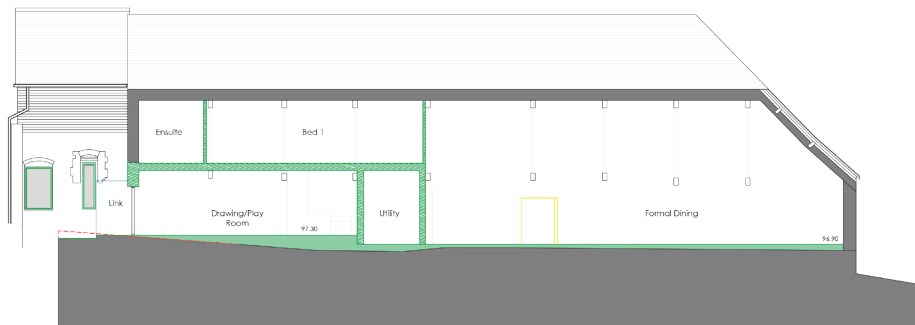 Ensuite
Bed 1
Link
Drawing/Play
Room
97.30
Utility
Formal Dining
96.90